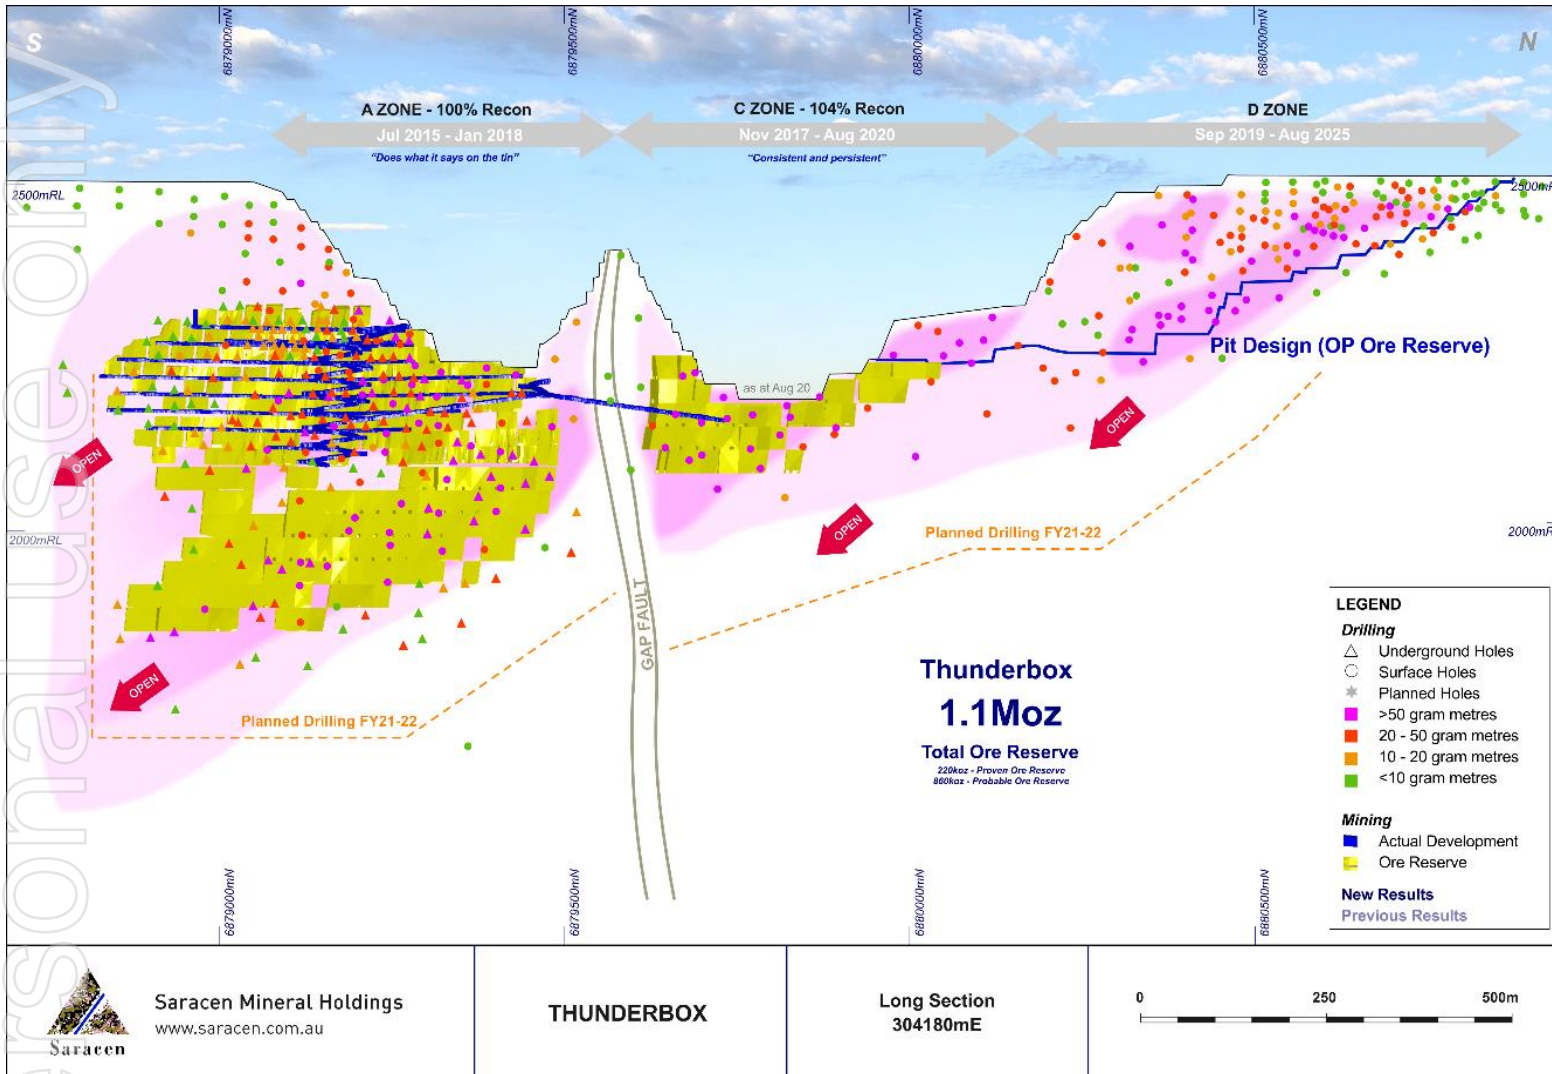 S
N
6879000mN
6879500mN
6880000mN
6880500mN
A ZONE - 100% Recon
C ZONE - 104% Recon
D ZONE
Jul 2015 - Jan 2018
Nov 2017 - Aug 2020
Sep 2019 - Aug 2025
"Does what it says on the tin"
"Consistent and persistent"
2500mRL
2500mR
Pit Design (OP Ore Reserve)
as at Aug 20
OPEN
OPEN
OPEN
OPEN
2000mRL
2000mR
Planned Drilling FY21-22
Planned Drilling FY21-22
GAP FAULT
Thunderbox
1.1Moz
Total Ore Reserve
220koz - Proven Ore Reserve
860koz - Probable Ore Reserve
LEGEND
Drilling
Underground Holes
Surface Holes
Planned Holes
>50 gram metres
20 - 50 gram metres
10 - 20 gram metres
<10 gram metres
Mining
Actual Development
Ore Reserve
New Results
Previous Results
6879000mN
6879500mN
6880000mN
6880500mN
Saracen
Saracen Mineral Holdings
www.saracen.com.au
THUNDERBOX
Long Section
304180mE
0 250 500m
ersonal use only